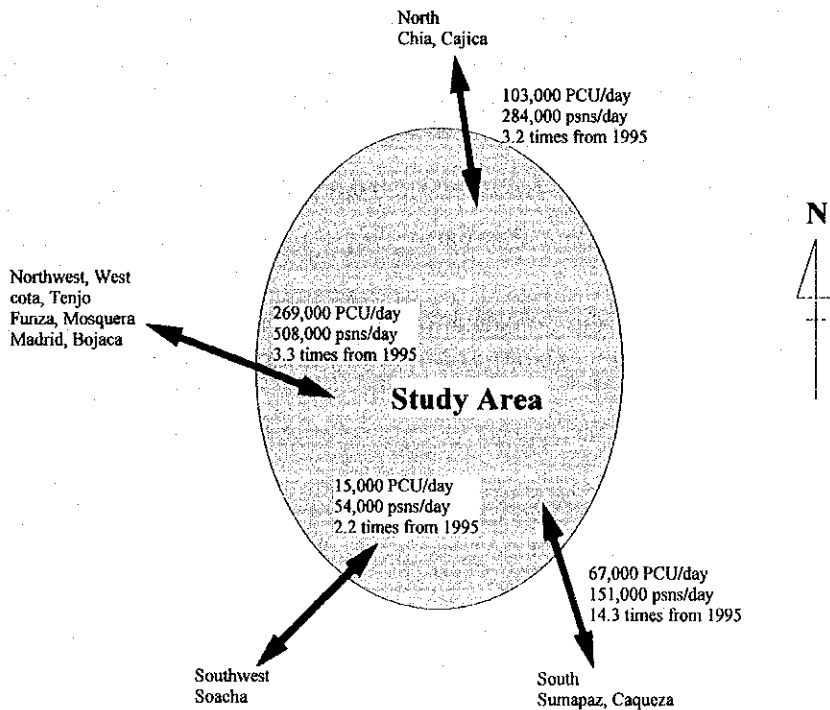 North
Chia, Cajica
103,000 PCU/day
284,000 psns/day
3.2 times from 1995
N
Northwest, West
cota, Tenjo
Funza, Mosquera
Madrid, Bojaca
269,000 PCU/day
508,000 psns/day
3.3 times from 1995
Study Area
15,000 PCU/day
54,000 psns/day
2.2 times from 1995
67,000 PCU/day
151,000 psns/day
14.3 times from 1995
Southwest
Soacha
South
Sumapaz, Caqueza